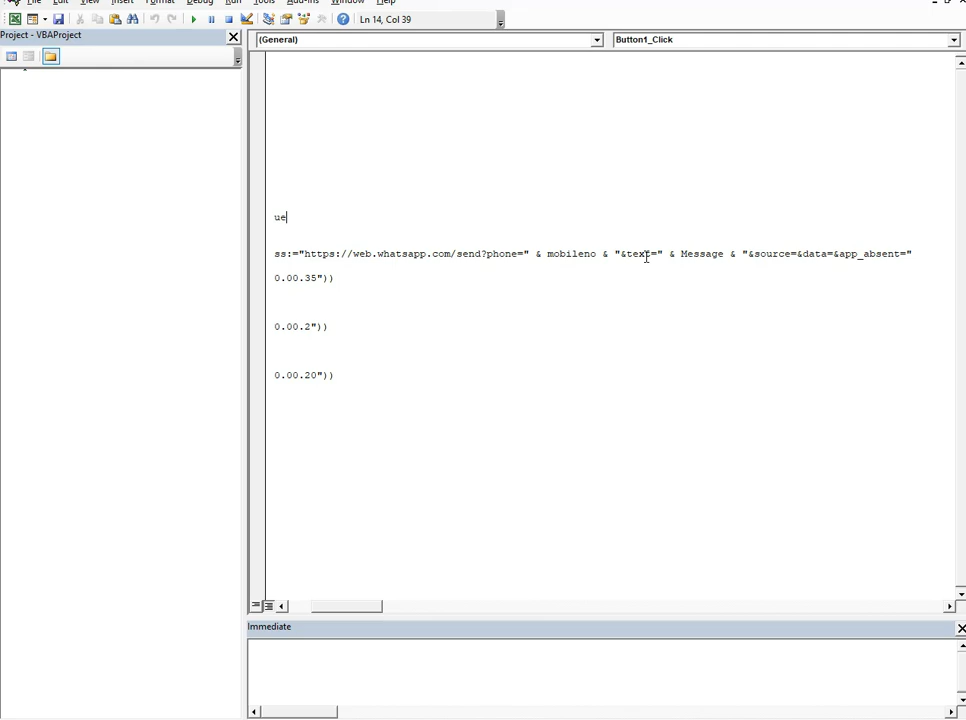 File Edit View Insert Format Debug Run Tools Add-Ins Window Help
Ln 14, Col 39
Project - VBAProject
(General) Button1_Click
ue
ss:="https://web.whatsapp.com/send?phone=" & mobileno & "&text=" & Message & "&source=&data=&app_absent="
0.00.35"))
0.00.2"))
0.00.20"))
Immediate